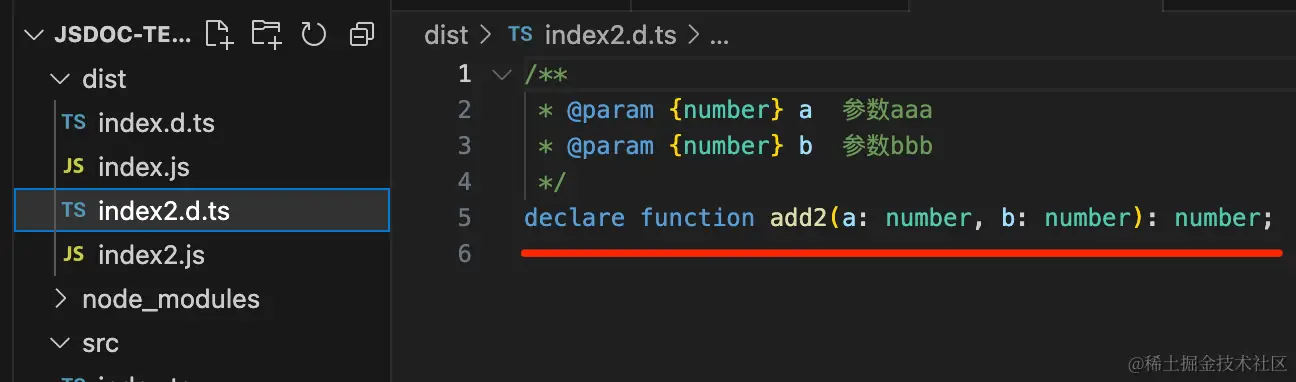 JSDOC-TE...
dist
TS index.d.ts
JS index.js
TS index2.d.ts
JS index2.js
node_modules
src
dist > TS index2.d.ts > ...
1 /**
2 * @param {number} a 参数aaa
3 * @param {number} b 参数bbb
4 */
5 declare function add2(a: number, b: number): number;
6
@稀土掘金技术社区